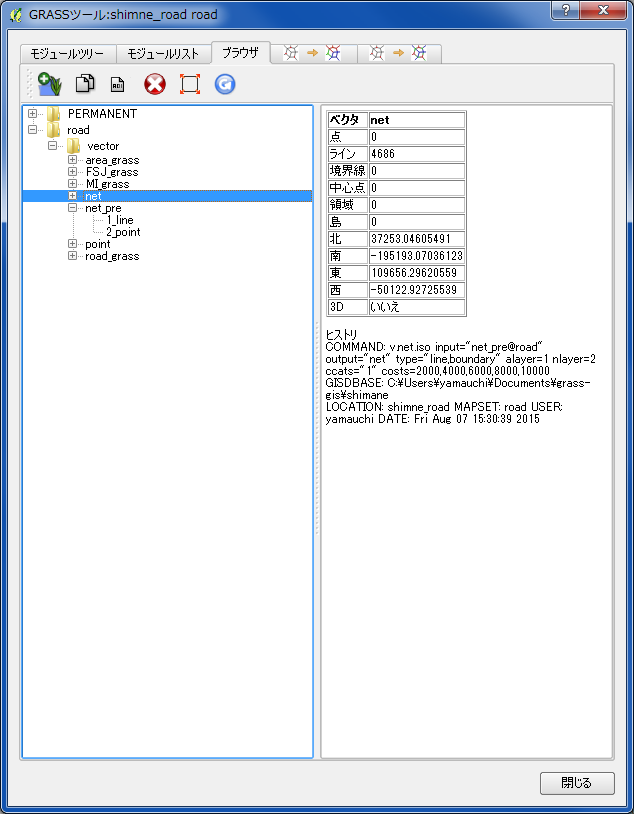 GRASSツール:shimne_road road
モジュールツリー モジュールリスト ブラウザ
PERMANENT
road
vector
area_grass
FSJ_grass
MI_grass
net
net_pre
1_line
2_point
point
road_grass
ベクタ net
点 0
ライン 4686
境界線 0
中心点 0
領域 0
島 0
北 37253.04605491
南 -195193.07036123
東 109656.29620559
西 -50122.92725539
3D いいえ
ヒストリ
COMMAND: v.net.iso input="net_pre@road"
output="net" type="line,boundary" alayer=1 nlayer=2
ccats="1" costs=2000,4000,6000,8000,10000
GISDBASE: C:¥Users¥yamauchi¥Documents¥grass-
gis¥shimane
LOCATION: shimne_road MAPSET: road USER:
yamauchi DATE: Fri Aug 07 15:30:39 2015
閉じる